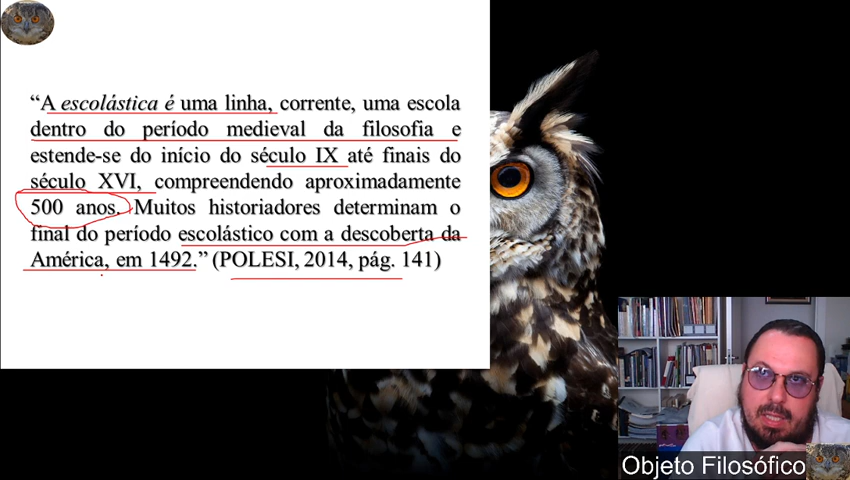 “A escolástica é uma linha, corrente, uma escola
dentro do período medieval da filosofia e
estende-se do início do século IX até finais do
século XVI, compreendendo aproximadamente
500 anos. Muitos historiadores determinam o
final do período escolástico com a descoberta da
América, em 1492.” (POLESI, 2014, pág. 141)
Objeto Filosófico